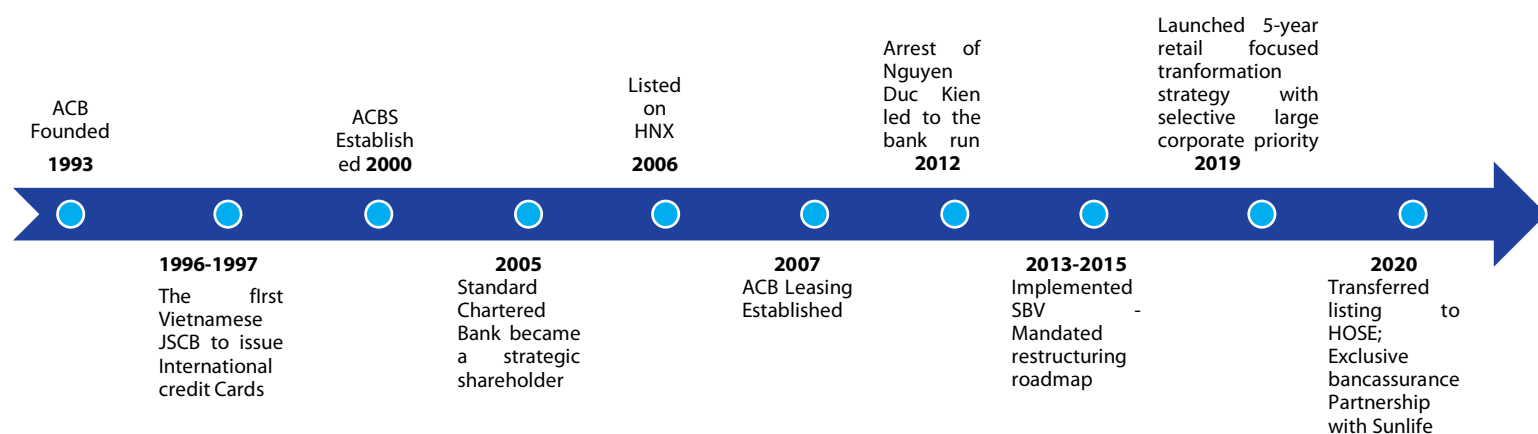 ACB
Founded
1993
1996-1997
The fIrst
Vietnamese
JSCB to issue
International
credit Cards
ACBS
Establish
ed 2000
2005
Standard
Chartered
Bank became
a strategic
shareholder
Listed
on
HNX
2006
2007
ACB Leasing
Established
Arrest of
Nguyen
Duc Kien
led to the
bank run
2012
2013-2015
Implemented
SBV -
Mandated
restructuring
roadmap
Launched 5-year
retail focused
tranformation
strategy with
selective large
corporate priority
2019
2020
Transferred
listing to
HOSE;
Exclusive
bancassurance
Partnership
with Sunlife